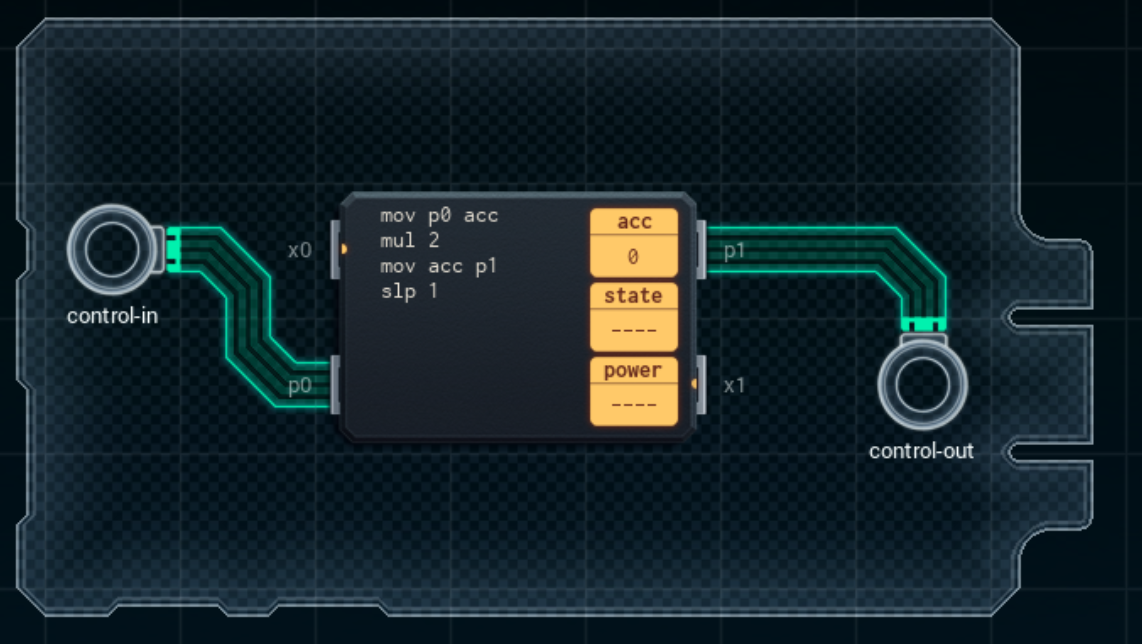 mov p0 acc
mul 2
mov acc p1
slp 1
acc
0
state
----
power
----
x0
p0
p1
x1
control-in
control-out